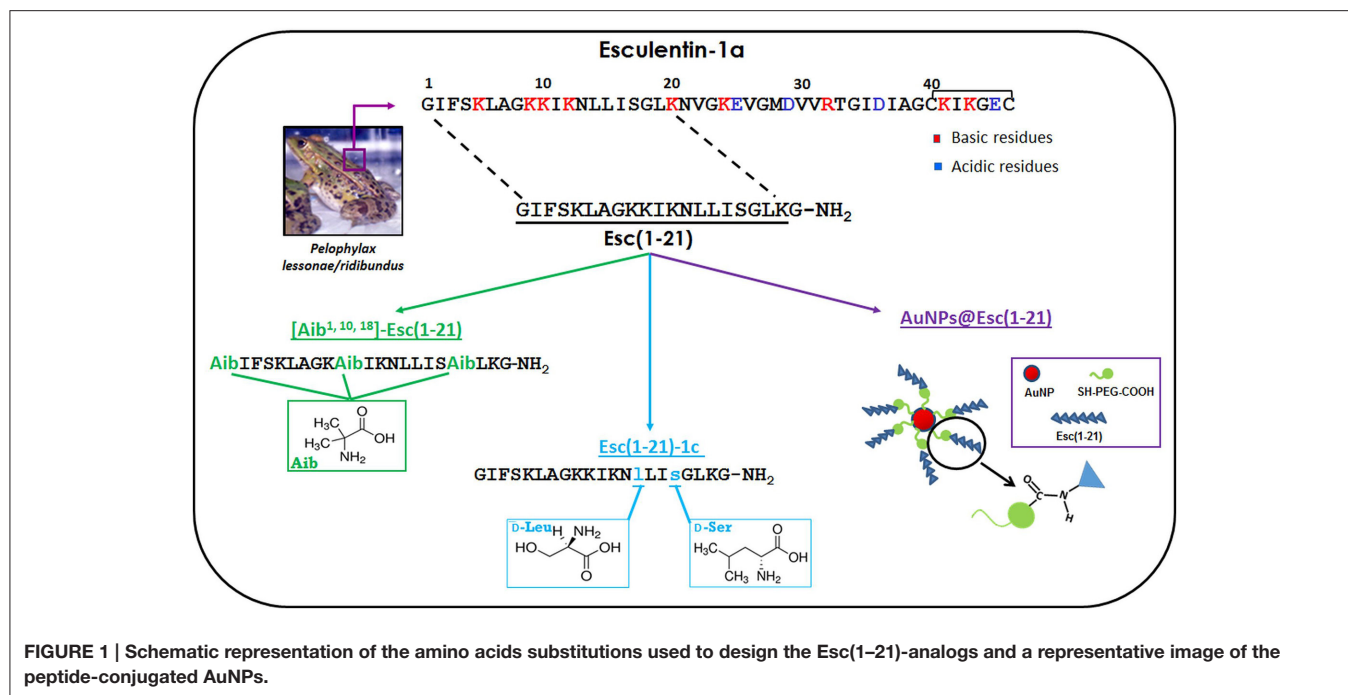 Esculentin-1a
1 10 20 30 40
GIFSKLAGKKIKNLLISGLKNVGKEVGMDVVRTGIDIAGCKIKGEC
Basic residues
Acidic residues
Pelophylax
lessonae/ridibundus
GIFSKLAGKKIKNLLISGLKG-NH2
Esc(1-21)
[Aib1, 10, 18]-Esc(1-21)
AibIFSKLAGKAibIKNLLISAibLKG-NH2
O
H3C
OH
H3C
NH2
Aib
Esc(1-21)-1c
GIFSKLAGKKIKNlLIsGLKG-NH2
D-Leu
H
NH2
HO
OH
O
D-Ser
O
H3C
OH
CH3 NH2
AuNPs@Esc(1-21)
AuNP
SH-PEG-COOH
Esc(1-21)
O
C
N
H
FIGURE 1 | Schematic representation of the amino acids substitutions used to design the Esc(1–21)-analogs and a representative image of the
peptide-conjugated AuNPs.